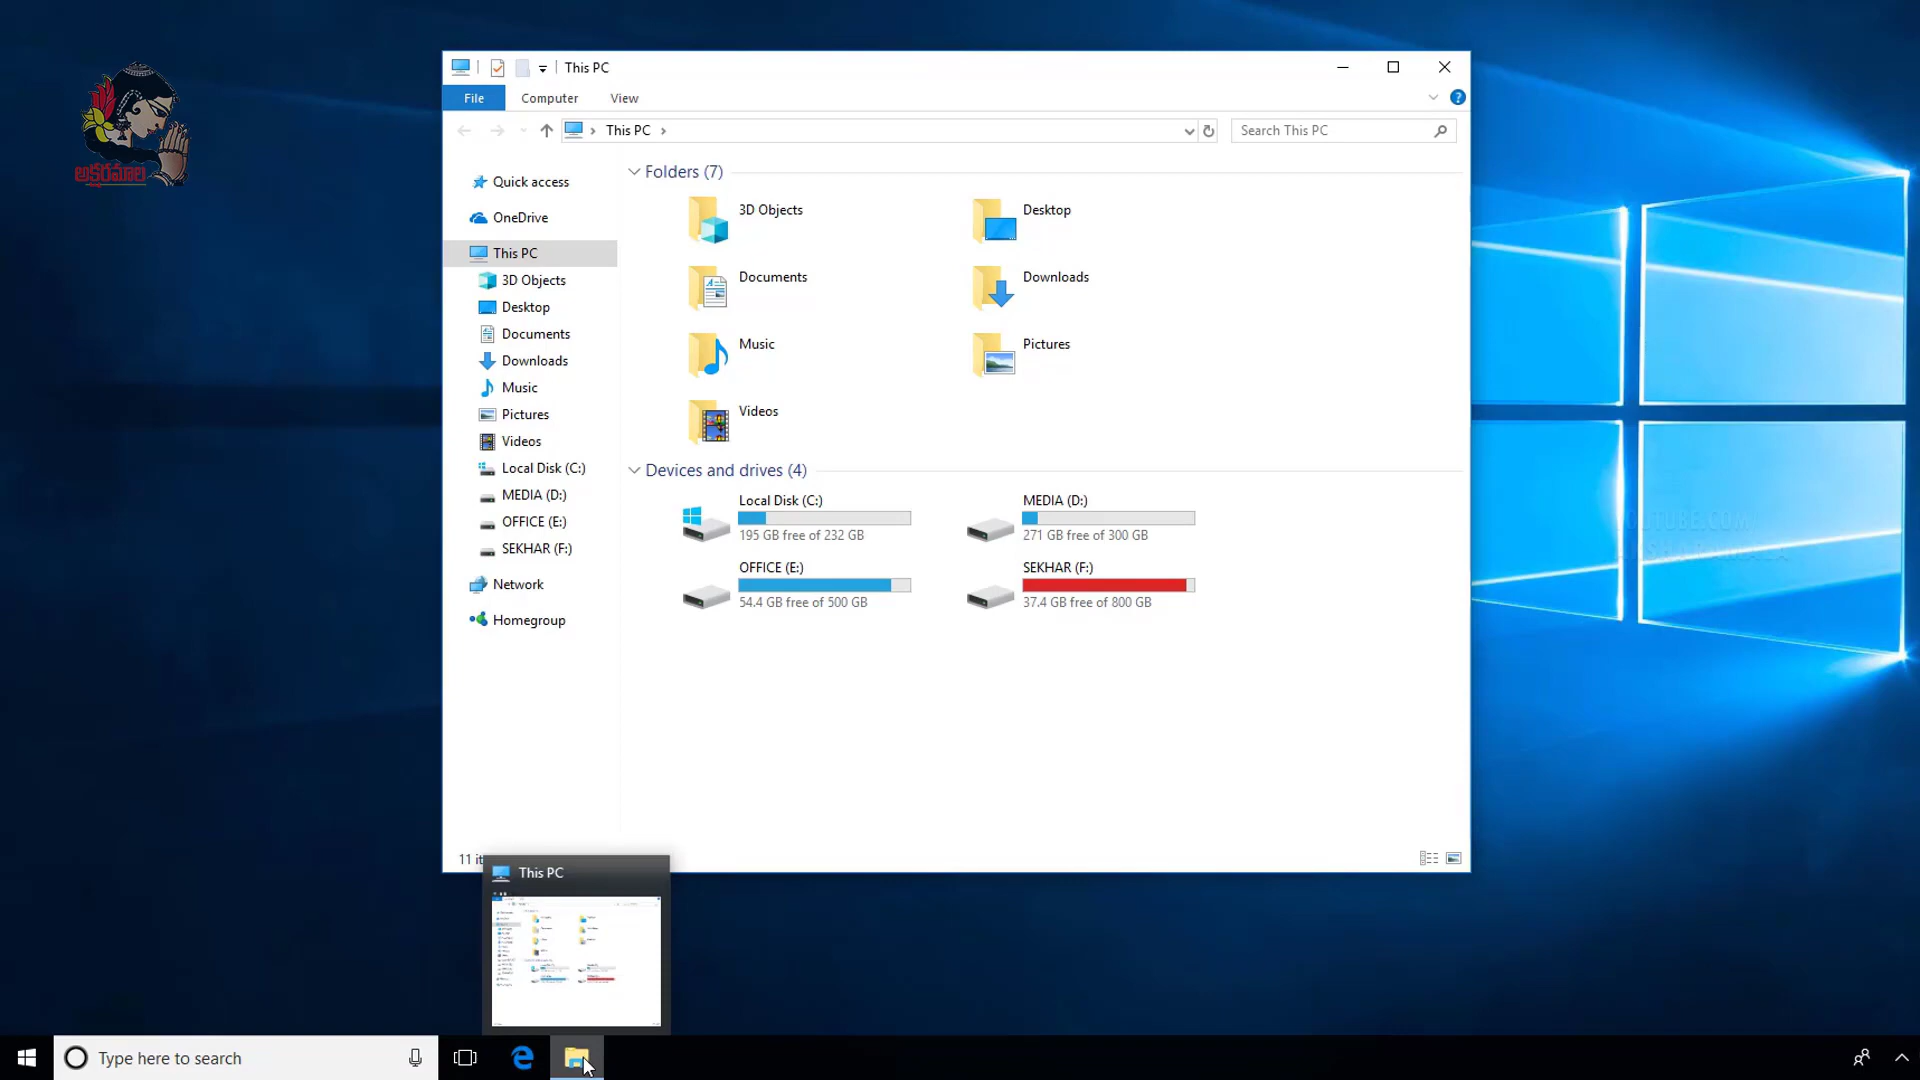 అక్షరమాల
This PC
File
Computer
View
This PC
Search This PC
Quick access
OneDrive
This PC
3D Objects
Desktop
Documents
Downloads
Music
Pictures
Videos
Local Disk (C:)
MEDIA (D:)
OFFICE (E:)
SEKHAR (F:)
Network
Homegroup
Folders (7)
3D Objects
Desktop
Documents
Downloads
Music
Pictures
Videos
Devices and drives (4)
Local Disk (C:)
195 GB free of 232 GB
MEDIA (D:)
271 GB free of 300 GB
OFFICE (E:)
54.4 GB free of 500 GB
SEKHAR (F:)
37.4 GB free of 800 GB
YOUTUBE.COM
11
This PC
Type here to search